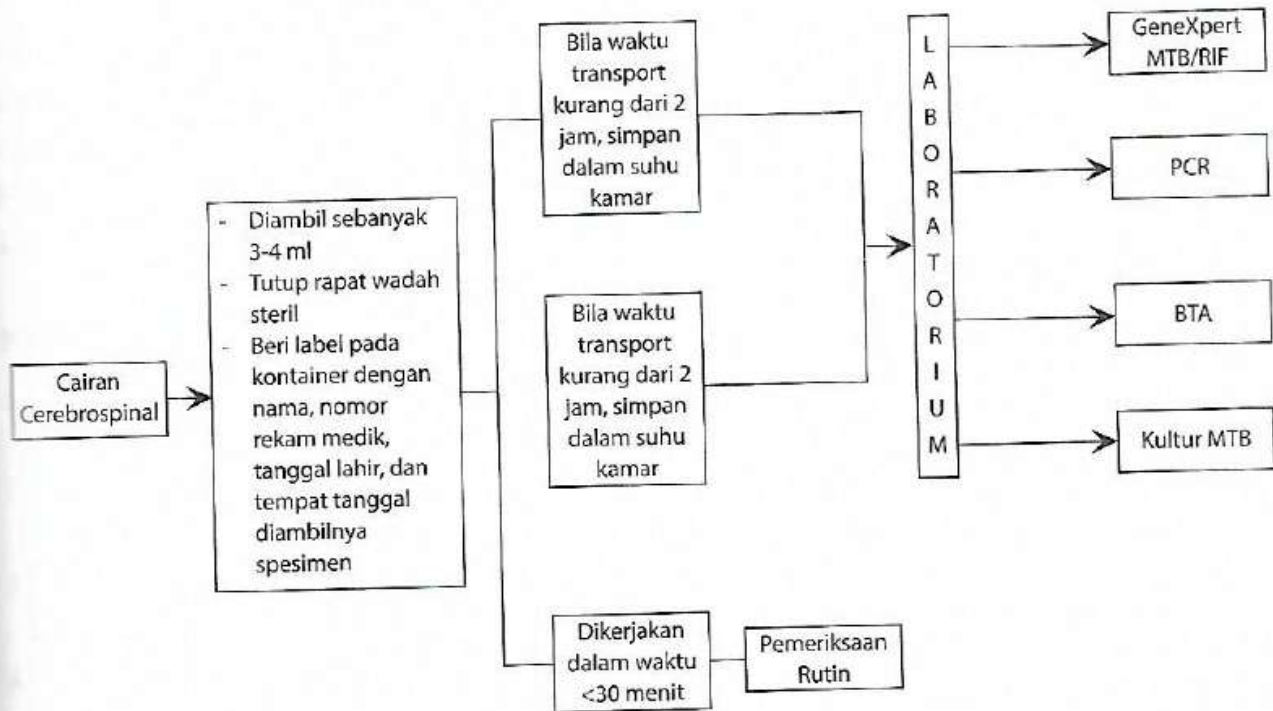 Cairan
Cerebrospinal
- Diambil sebanyak
3-4 ml
- Tutup rapat wadah
steril
- Beri label pada
kontainer dengan
nama, nomor
rekam medik,
tanggal lahir, dan
tempat tanggal
diambilnya
spesimen
Bila waktu
transport
kurang dari 2
jam, simpan
dalam suhu
kamar
Bila waktu
transport
kurang dari 2
jam, simpan
dalam suhu
kamar
Dikerjakan
dalam waktu
<30 menit
Pemeriksaan
Rutin
L
A
B
O
R
A
T
O
R
I
U
M
GeneXpert
MTB/RIF
PCR
BTA
Kultur MTB